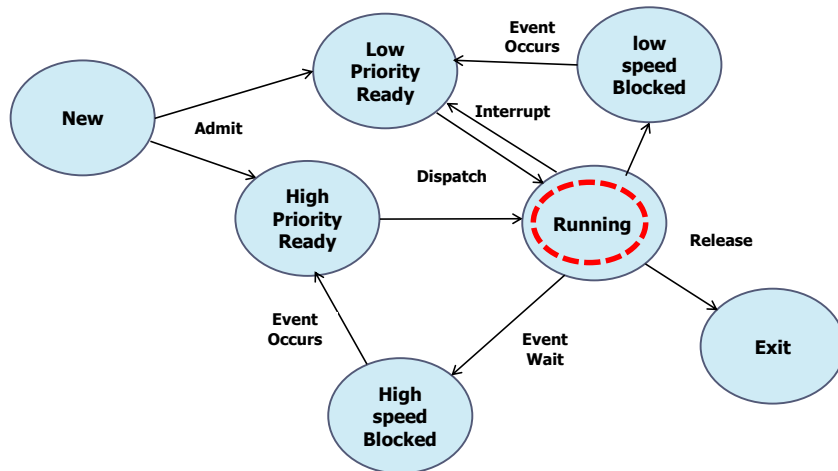 Low
Priority
Ready
Event
Occurs
low
speed
Blocked
New
Admit
Interrupt
Dispatch
High
Priority
Ready
Running
Release
Event
Occurs
Event
Wait
Exit
High
speed
Blocked